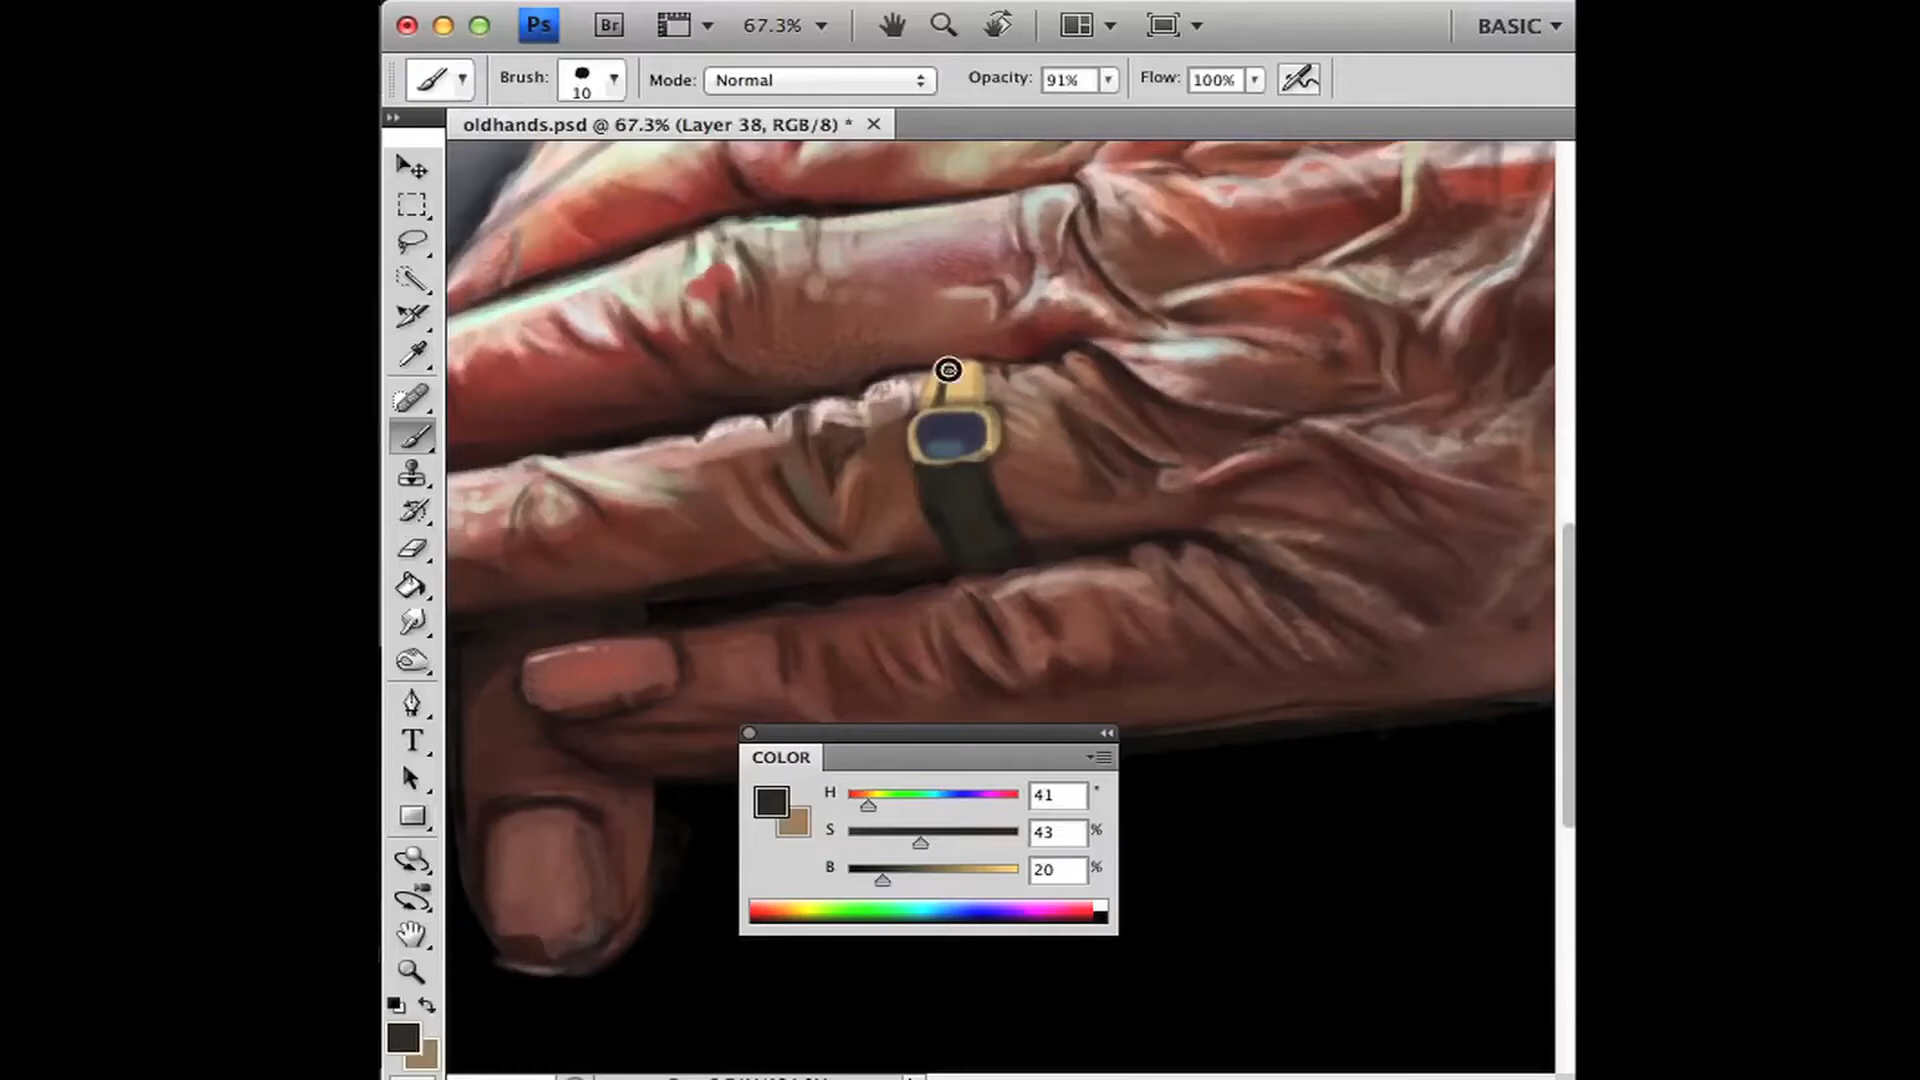 Ps Br 67.3% BASIC
Brush: 10 Mode: Normal Opacity: 91% Flow: 100%
oldhands.psd @ 67.3% (Layer 38, RGB/8) *
T
COLOR
H 41 °
S 43 %
B 20 %